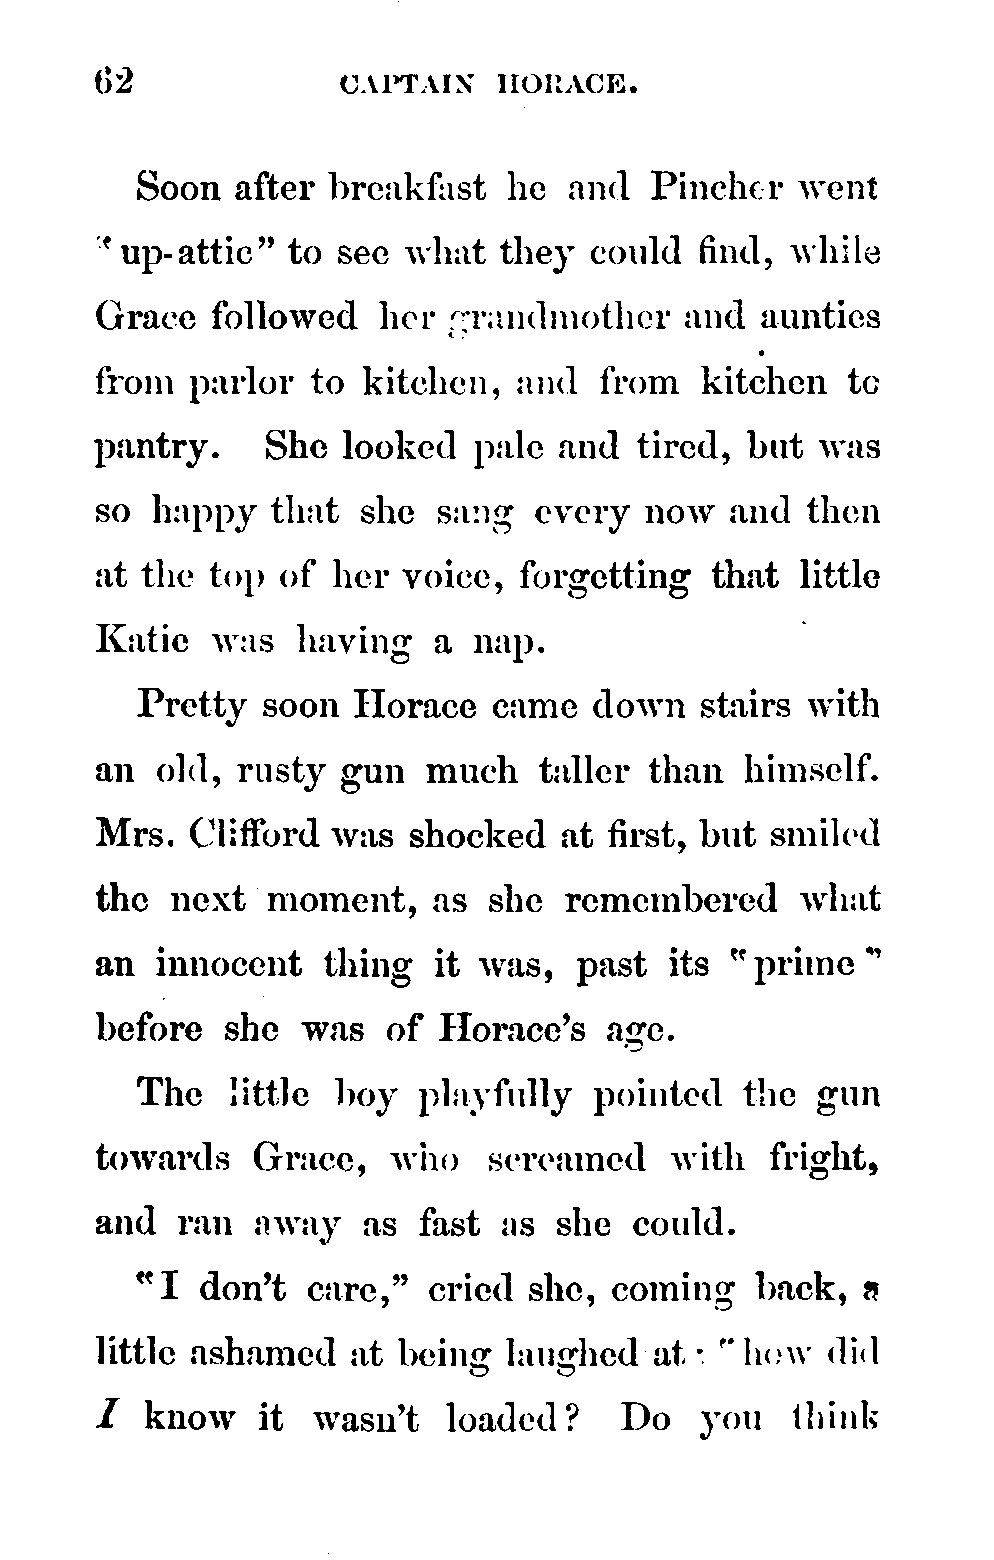 62 CAPTAIN HORACE.
Soon after breakfast he and Pincher went
"up-attic" to see what they could find, while
Grace followed her grandmother and aunties
from parlor to kitchen, and from kitchen to
pantry. She looked pale and tired, but was
so happy that she sang every now and then
at the top of her voice, forgetting that little
Katie was having a nap.
Pretty soon Horace came down stairs with
an old, rusty gun much taller than himself.
Mrs. Clifford was shocked at first, but smiled
the next moment, as she remembered what
an innocent thing it was, past its "prime"
before she was of Horace's age.
The little boy playfully pointed the gun
towards Grace, who screamed with fright,
and ran away as fast as she could.
"I don't care," cried she, coming back, a
little ashamed at being laughed at: "how did
I know it wasn't loaded? Do you think